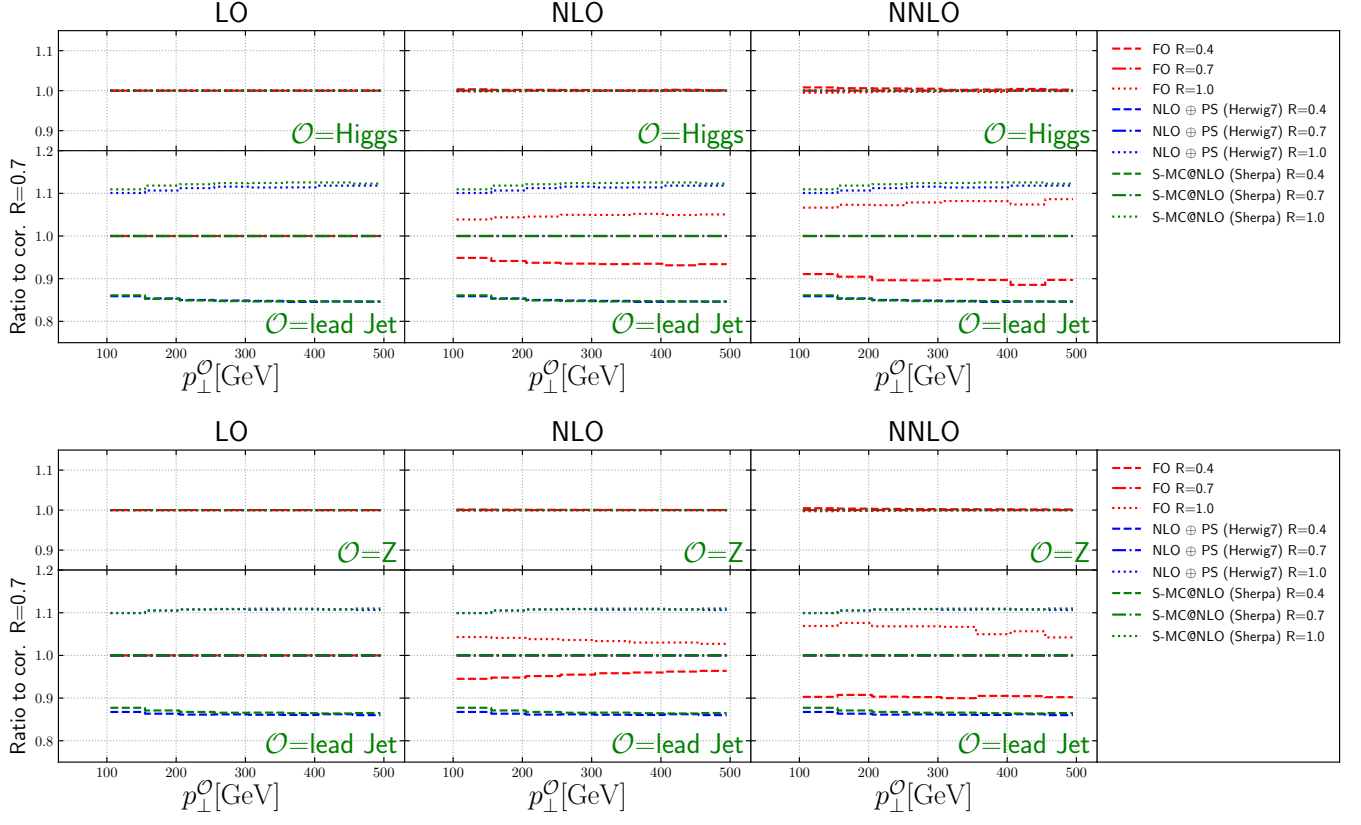 LO NLO NNLO
1.1
1.0
0.9
𝒪=Higgs 𝒪=Higgs 𝒪=Higgs
1.2
1.1
1.0
0.9
0.8
Ratio to cor. R=0.7
𝒪=lead Jet 𝒪=lead Jet 𝒪=lead Jet
100 200 300 400 500 100 200 300 400 500 100 200 300 400 500
p⊥^𝒪[GeV] p⊥^𝒪[GeV] p⊥^𝒪[GeV]
FO R=0.4
FO R=0.7
FO R=1.0
NLO ⊕ PS (Herwig7) R=0.4
NLO ⊕ PS (Herwig7) R=0.7
NLO ⊕ PS (Herwig7) R=1.0
S-MC@NLO (Sherpa) R=0.4
S-MC@NLO (Sherpa) R=0.7
S-MC@NLO (Sherpa) R=1.0
LO NLO NNLO
1.1
1.0
0.9
𝒪=Z 𝒪=Z 𝒪=Z
1.2
1.1
1.0
0.9
0.8
Ratio to cor. R=0.7
𝒪=lead Jet 𝒪=lead Jet 𝒪=lead Jet
100 200 300 400 500 100 200 300 400 500 100 200 300 400 500
p⊥^𝒪[GeV] p⊥^𝒪[GeV] p⊥^𝒪[GeV]
FO R=0.4
FO R=0.7
FO R=1.0
NLO ⊕ PS (Herwig7) R=0.4
NLO ⊕ PS (Herwig7) R=0.7
NLO ⊕ PS (Herwig7) R=1.0
S-MC@NLO (Sherpa) R=0.4
S-MC@NLO (Sherpa) R=0.7
S-MC@NLO (Sherpa) R=1.0